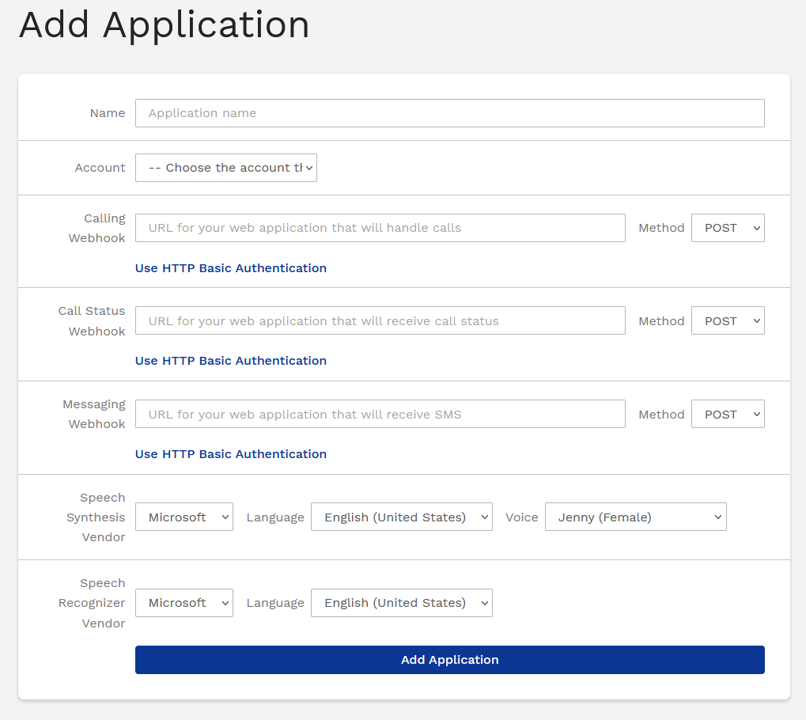 Add Application
Name Application name
Account -- Choose the account
Calling
Webhook URL for your web application that will handle calls Method POST
Use HTTP Basic Authentication
Call Status
Webhook URL for your web application that will receive call status Method POST
Use HTTP Basic Authentication
Messaging
Webhook URL for your web application that will receive SMS Method POST
Use HTTP Basic Authentication
Speech
Synthesis
Vendor Microsoft Language English (United States) Voice Jenny (Female)
Speech
Recognizer
Vendor Microsoft Language English (United States)
Add Application